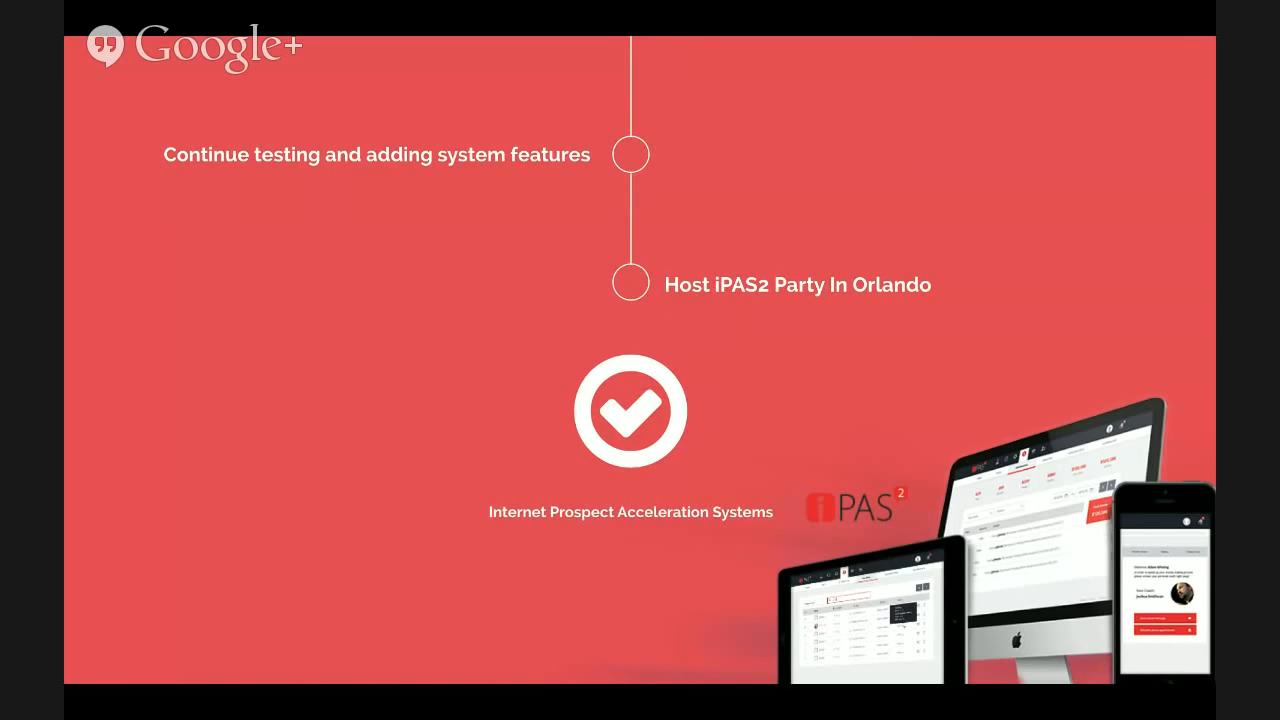 Google+
Continue testing and adding system features
Host iPAS2 Party In Orlando
Internet Prospect Acceleration Systems
iPAS2